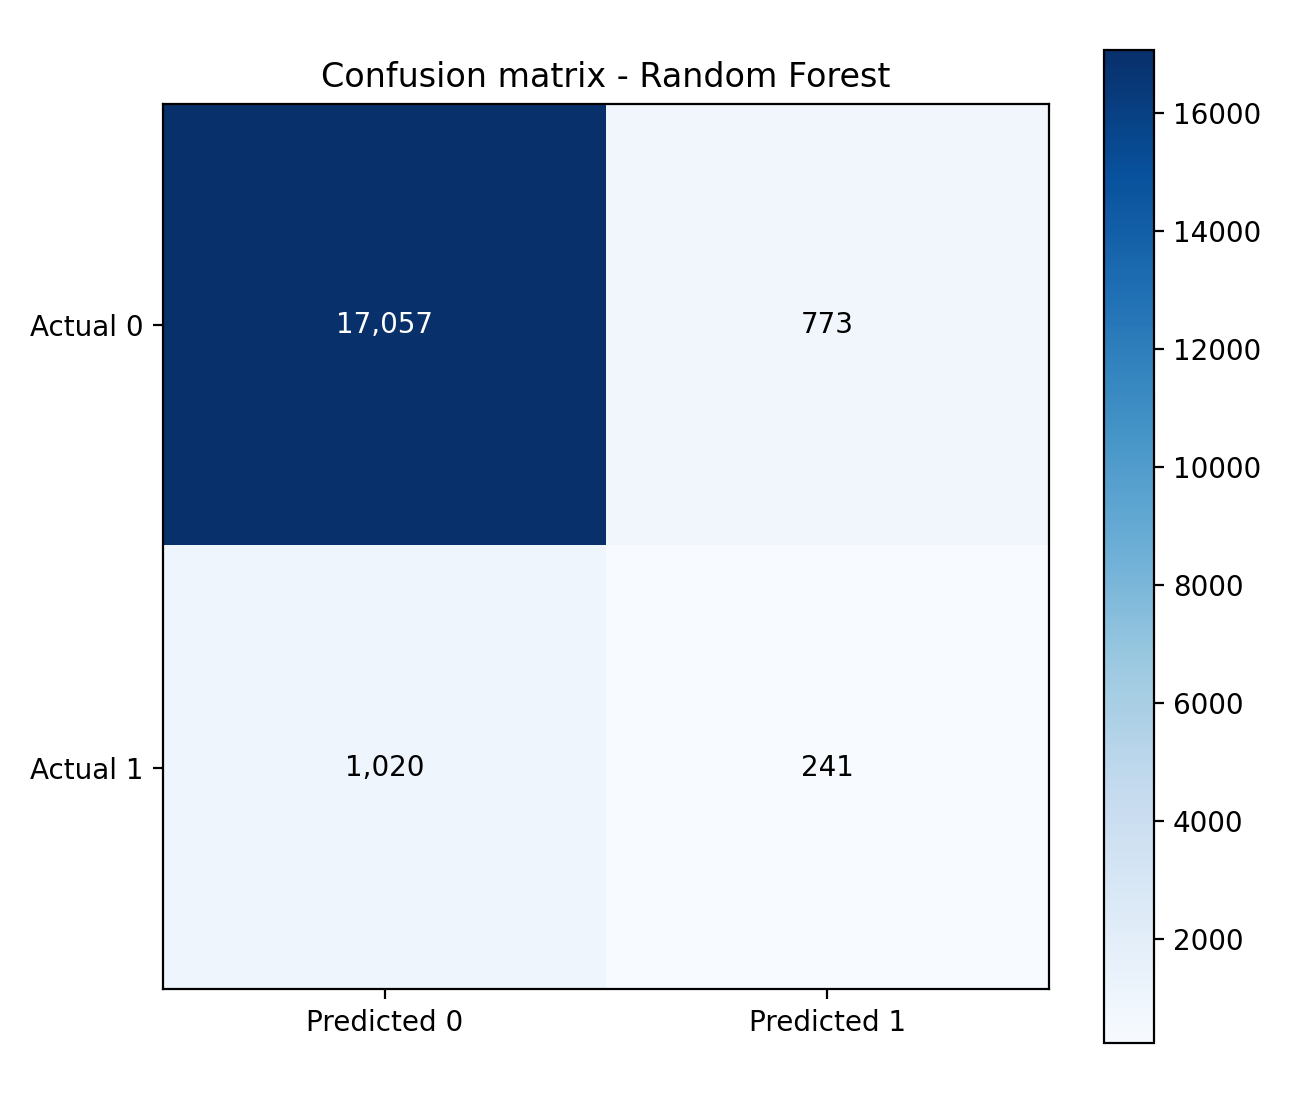 Confusion matrix - Random Forest
16000
14000
12000
10000
8000
6000
4000
2000
Actual 0
17,057
773
Actual 1
1,020
241
Predicted 0
Predicted 1